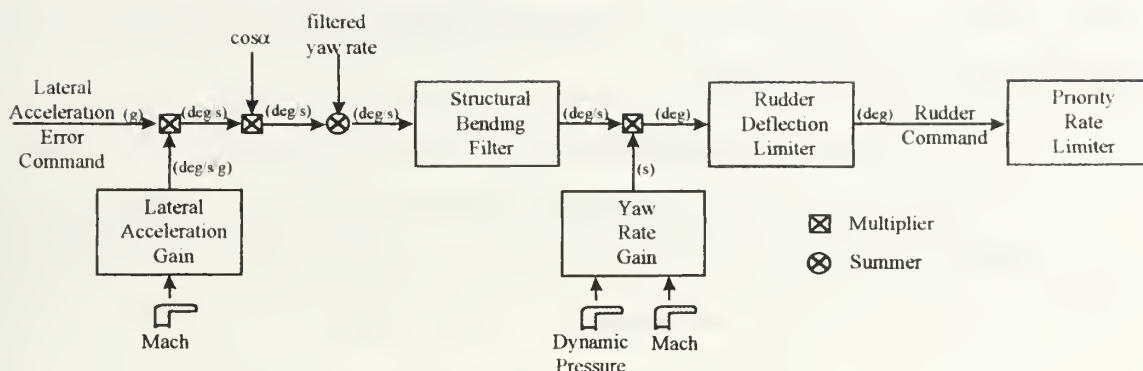 cosα
filtered
yaw rate
Lateral
Acceleration
Error
Command
(g)
(deg/s)
(deg/s)
(deg/s)
Structural
Bending
Filter
(deg/s)
(deg)
Rudder
Deflection
Limiter
(deg)
Rudder
Command
Priority
Rate
Limiter
(deg/s/g)
Lateral
Acceleration
Gain
Mach
(s)
Yaw
Rate
Gain
Dynamic
Pressure
Mach
Multiplier
Summer